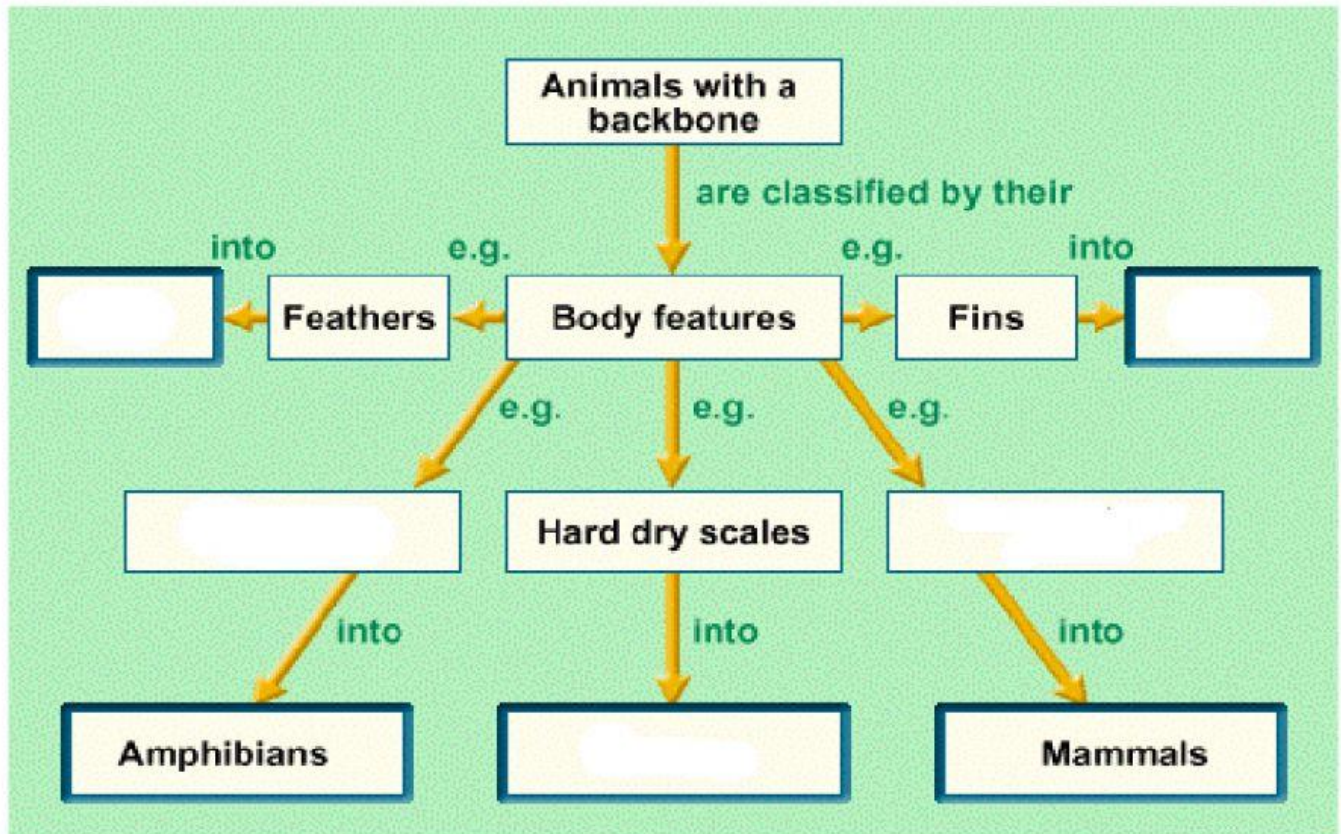 Animals with a
backbone
are classified by their
into
e.g.
e.g.
into
Feathers
Body features
Fins
e.g.
e.g.
e.g.
Hard dry scales
into
into
into
Amphibians
Mammals